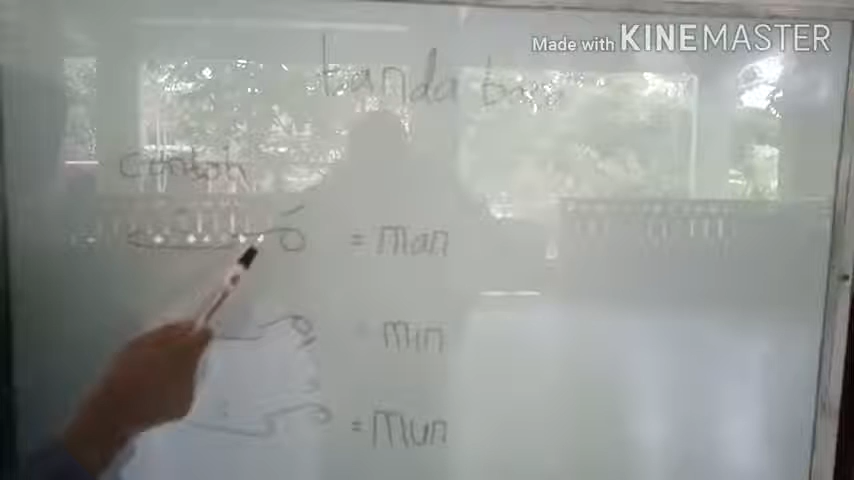 Made with KINEMASTER
tanda baca
contoh
مَنْ = man
= min
= mun